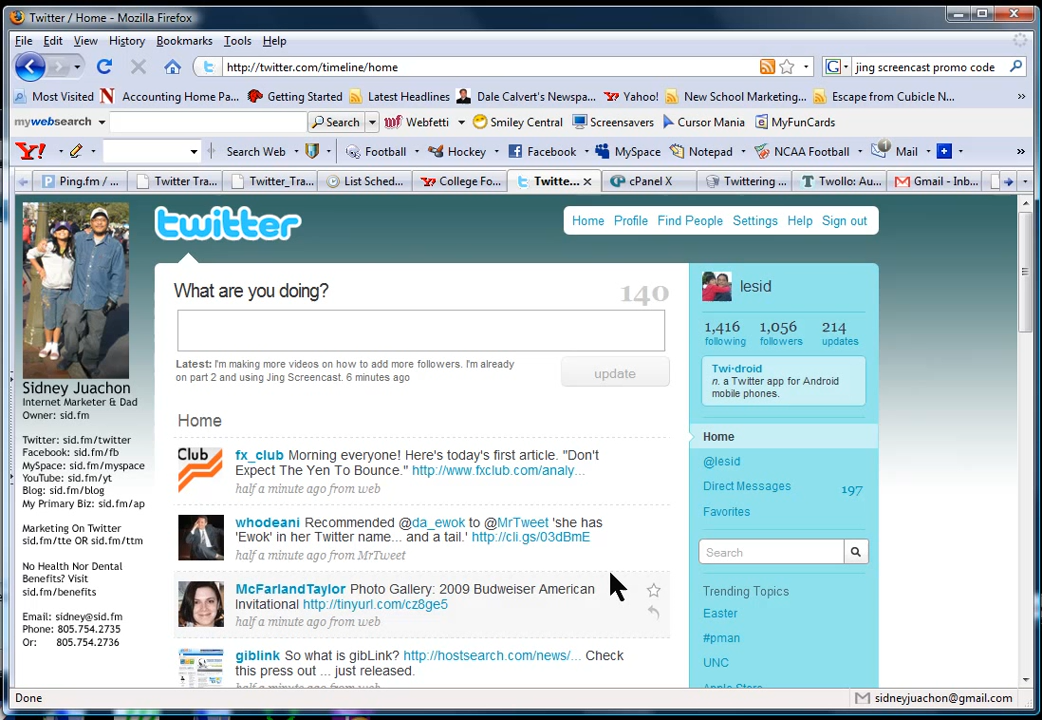 Twitter / Home - Mozilla Firefox
File Edit View History Bookmarks Tools Help
http://twitter.com/timeline/home
jing screencast promo code
Most Visited Accounting Home Pa... Getting Started Latest Headlines Dale Calvert's Newspa... Yahoo! New School Marketing... Escape from Cubicle N... »
mywebsearch Search Webfetti Smiley Central Screensavers Cursor Mania MyFunCards
Y! Search Web Football Hockey Facebook MySpace Notepad NCAA Football Mail »
Ping.fm / ... Twitter Tra... Twitter_Tra... List Sched... College Fo... Twitte... cPanel X Twittering ... Twollo: Au... Gmail - Inb...
twitter
Home Profile Find People Settings Help Sign out
What are you doing?
140
Latest: I'm making more videos on how to add more followers. I'm already
on part 2 and using Jing Screencast. 6 minutes ago
update
Home
Club
fx_club Morning everyone! Here's today's first article. "Don't
Expect The Yen To Bounce." http://www.fxclub.com/analy...
half a minute ago from web
whodeani Recommended @da_ewok to @MrTweet 'she has
'Ewok' in her Twitter name... and a tail.' http://cli.gs/03dBmE
half a minute ago from MrTweet
McFarlandTaylor Photo Gallery: 2009 Budweiser American
Invitational http://tinyurl.com/cz8ge5
half a minute ago from web
giblink So what is gibLink? http://hostsearch.com/news/... Check
this press out ... just released.
half a minute ago from web
lesid
1,416 1,056 214
following followers updates
Twi·droid
n. a Twitter app for Android
mobile phones.
Home
@lesid
Direct Messages 197
Favorites
Search
Trending Topics
Easter
#pman
UNC
Apple Store
Sidney Juachon
Internet Marketer & Dad
Owner: sid.fm
Twitter: sid.fm/twitter
Facebook: sid.fm/fb
MySpace: sid.fm/myspace
YouTube: sid.fm/yt
Blog: sid.fm/blog
My Primary Biz: sid.fm/ap
Marketing On Twitter
sid.fm/tte OR sid.fm/ttm
No Health Nor Dental
Benefits? Visit
sid.fm/benefits
Email: sidney@sid.fm
Phone: 805.754.2735
Or: 805.754.2736
Done
sidneyjuachon@gmail.com